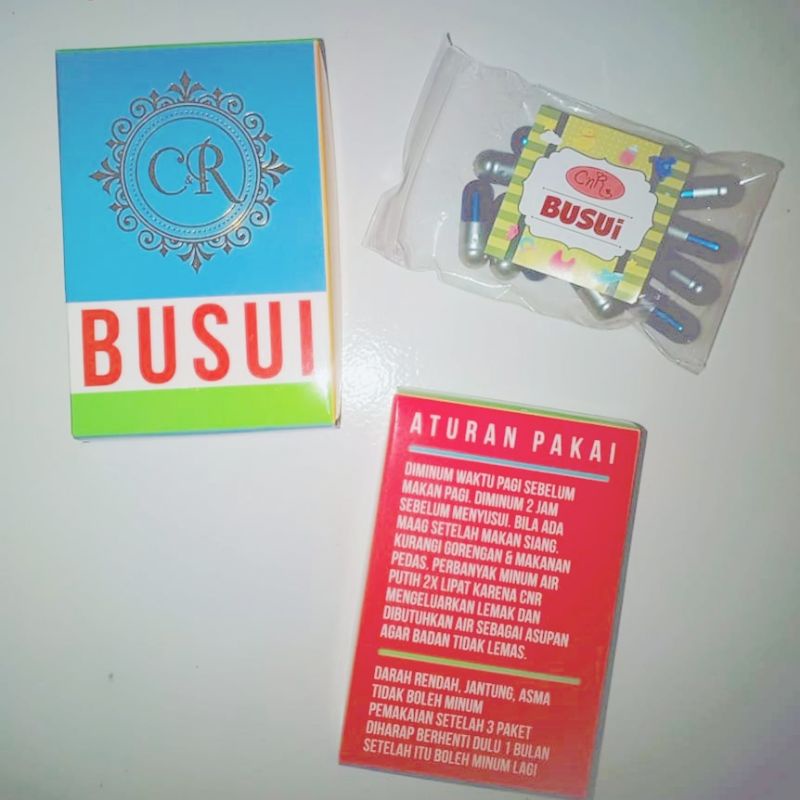 C&R
BUSUI
CnR
BUSUi
ATURAN PAKAI
DIMINUM WAKTU PAGI SEBELUM
MAKAN PAGI. DIMINUM 2 JAM
SEBELUM MENYUSUI. BILA ADA
MAAG SETELAH MAKAN SIANG.
KURANGI GORENGAN & MAKANAN
PEDAS. PERBANYAK MINUM AIR
PUTIH 2X LIPAT KARENA CNR
MENGELUARKAN LEMAK DAN
DIBUTUHKAN AIR SEBAGAI ASUPAN
AGAR BADAN TIDAK LEMAS.
DARAH RENDAH, JANTUNG, ASMA
TIDAK BOLEH MINUM
PEMAKAIAN SETELAH 3 PAKET
DIHARAP BERHENTI DULU 1 BULAN
SETELAH ITU BOLEH MINUM LAGI